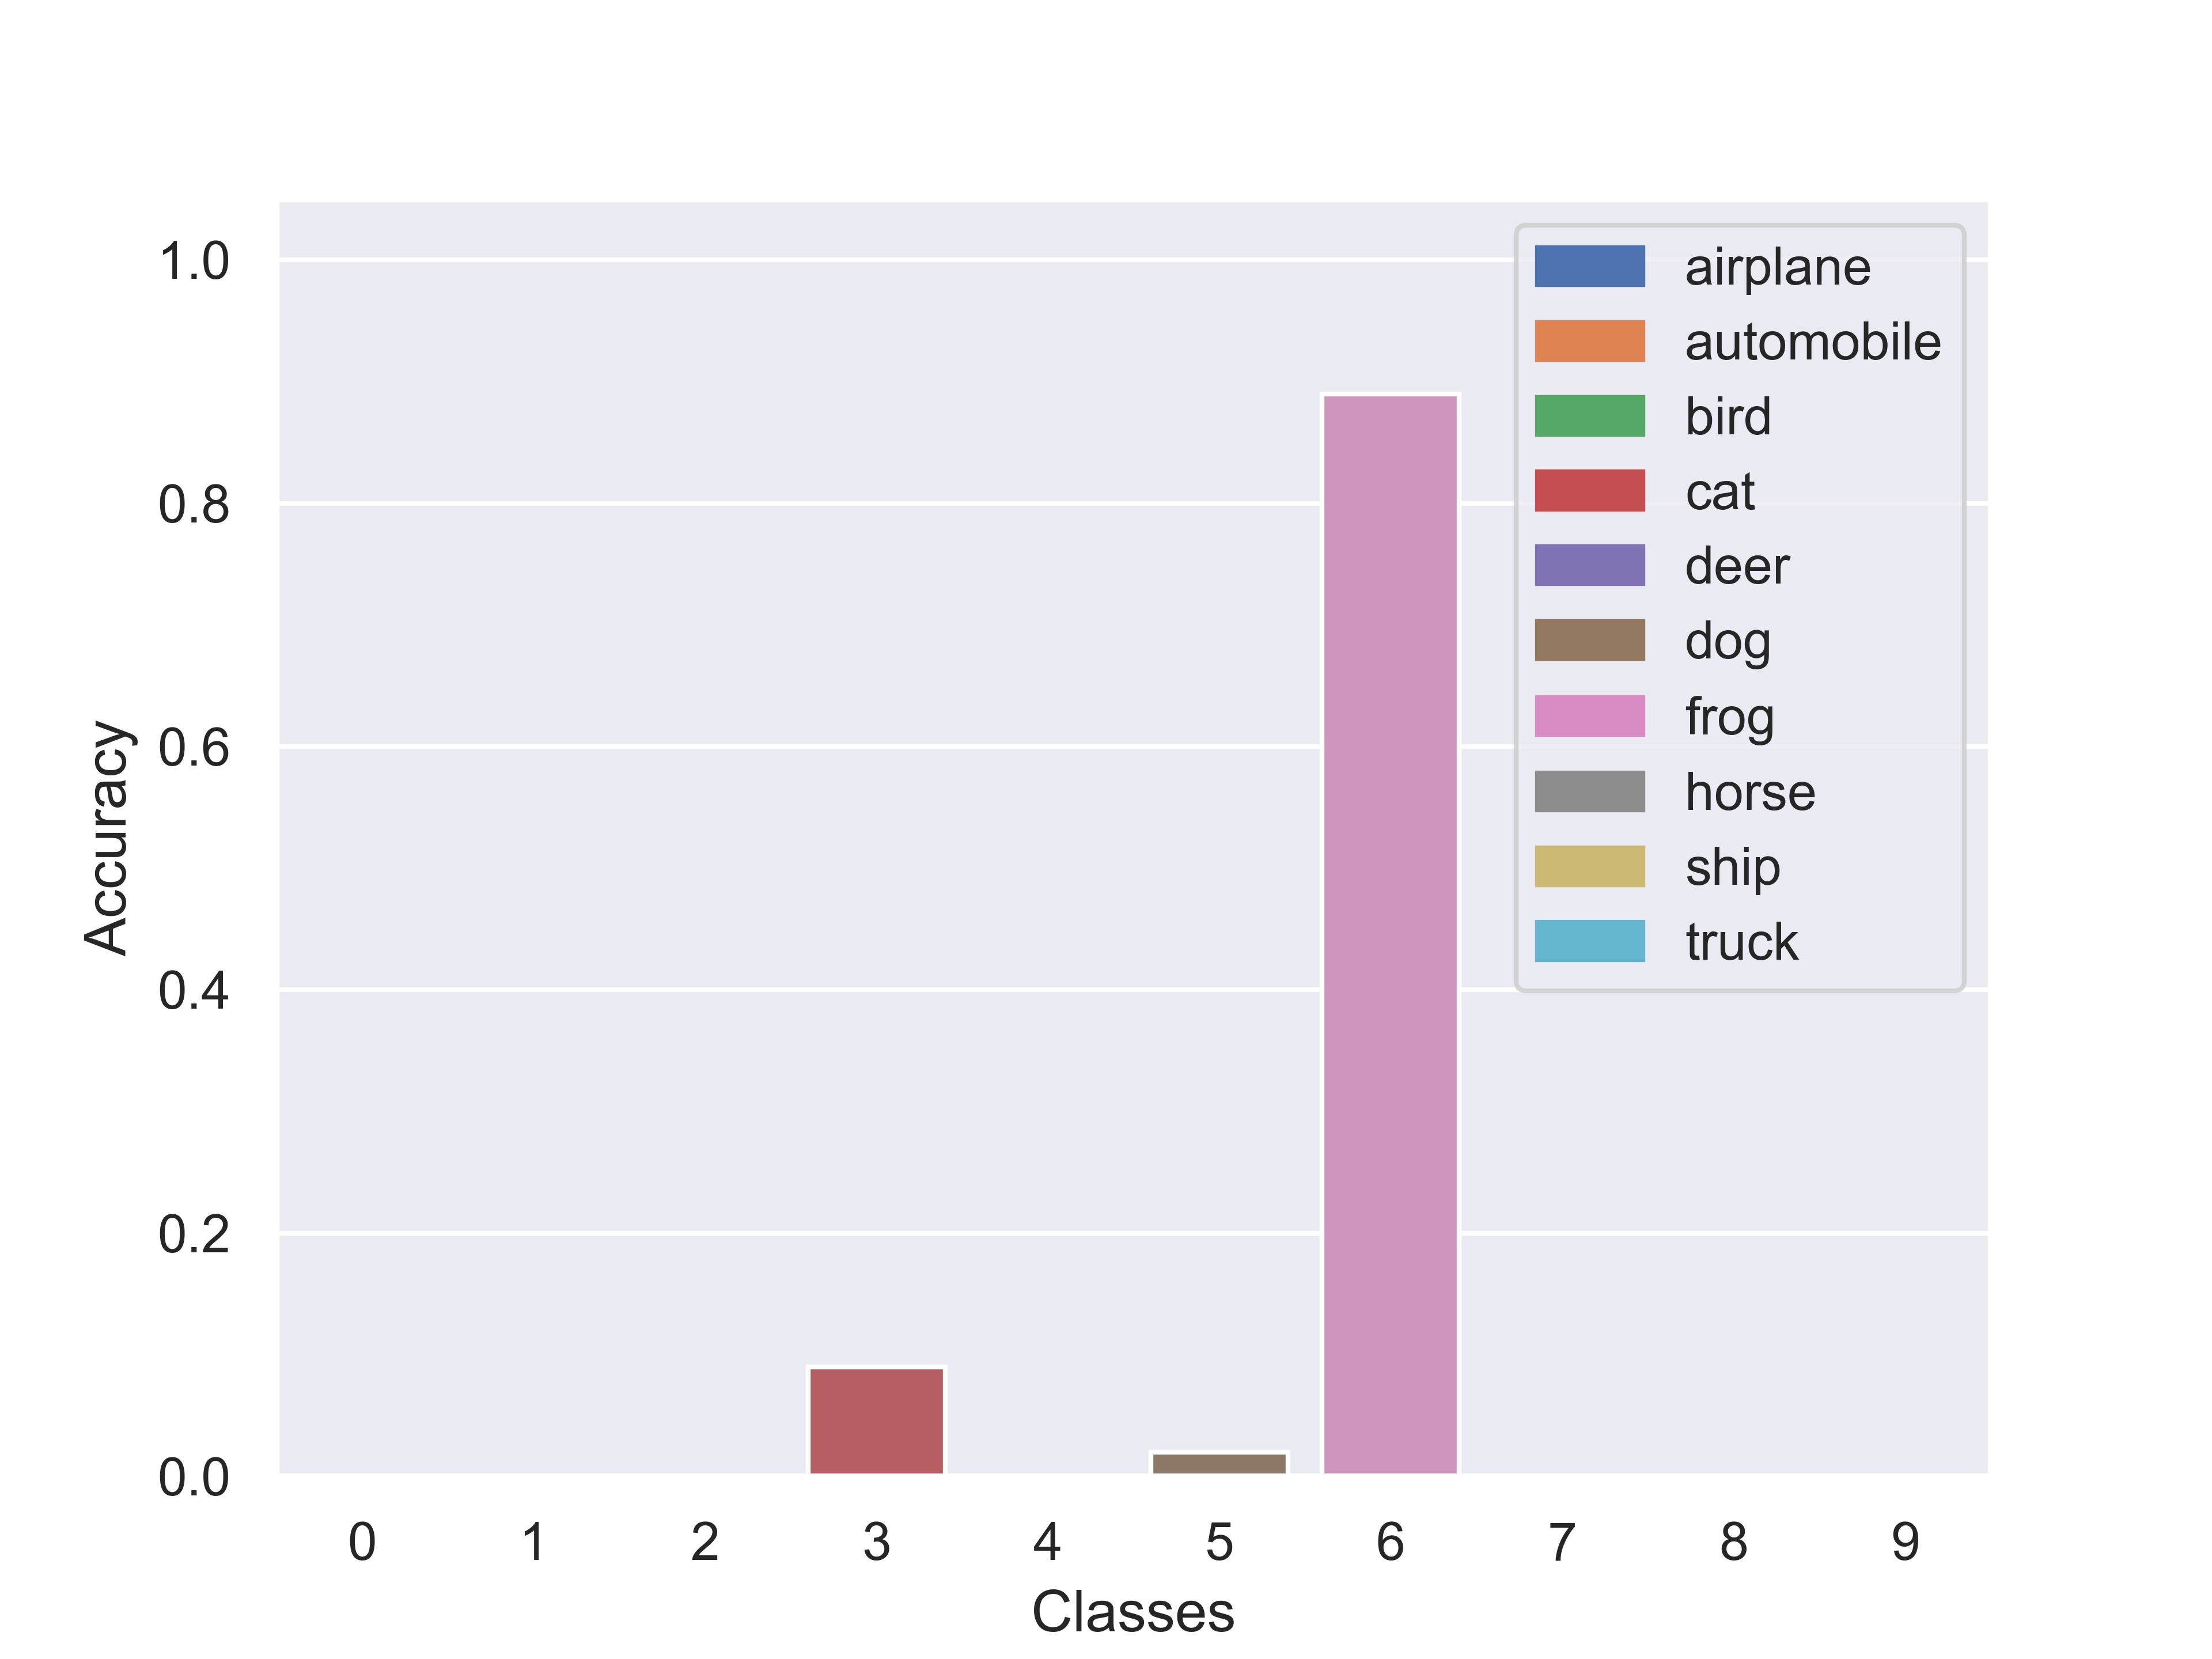 1.0
0.8
0.6
0.4
0.2
0.0
Accuracy
0 1 2 3 4 5 6 7 8 9
Classes
airplane
automobile
bird
cat
deer
dog
frog
horse
ship
truck